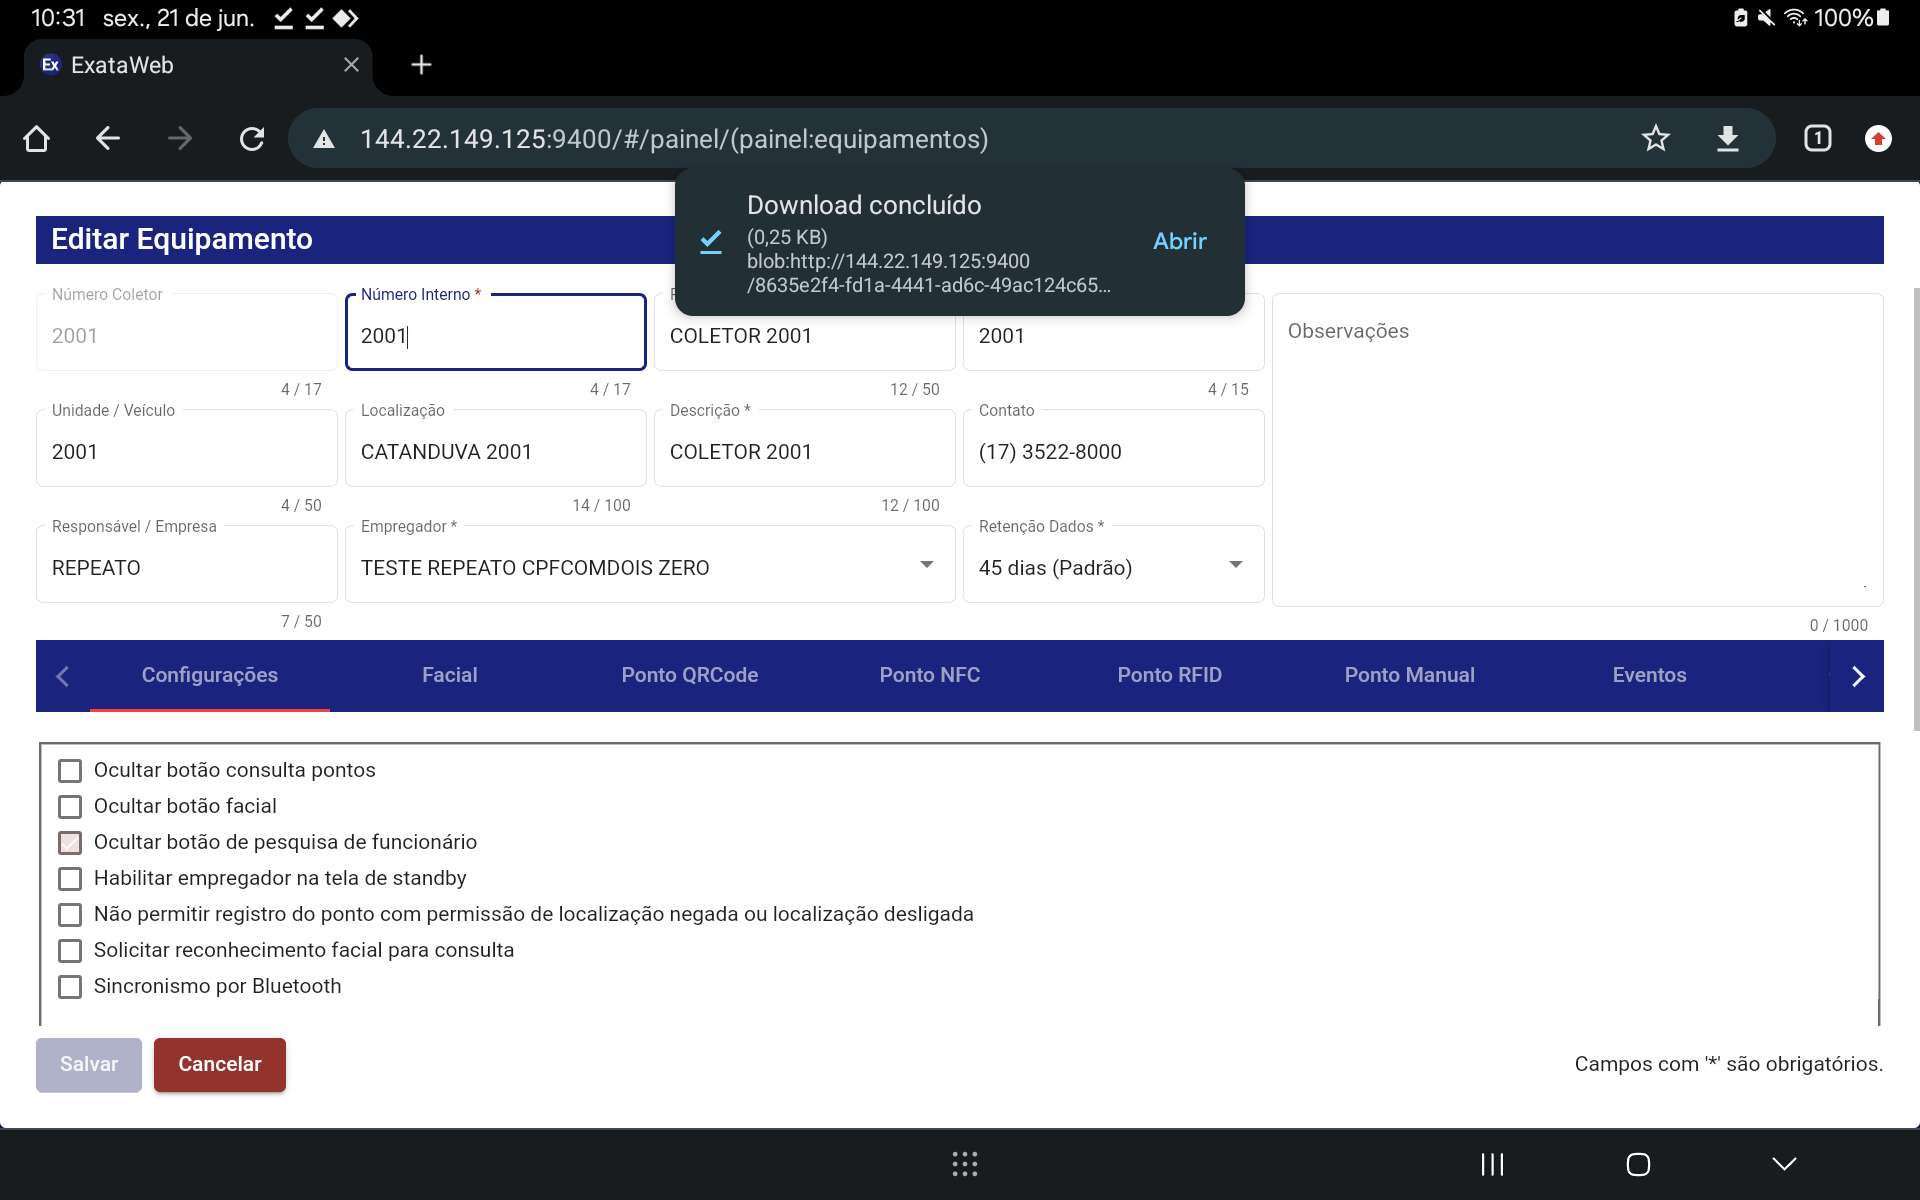 10:31 sex., 21 de jun. 100%
Ex ExataWeb
144.22.149.125:9400/#/painel/(painel:equipamentos)
1
Download concluído
(0,25 KB)
blob:http://144.22.149.125:9400
/8635e2f4-fd1a-4441-ad6c-49ac124c65...
Abrir
Editar Equipamento
Número Coletor
2001
4 / 17
Número Interno *
2001
4 / 17
COLETOR 2001
12 / 50
2001
4 / 15
Observações
0 / 1000
Unidade / Veículo
2001
4 / 50
Localização
CATANDUVA 2001
14 / 100
Descrição *
COLETOR 2001
12 / 100
Contato
(17) 3522-8000
Responsável / Empresa
REPEATO
7 / 50
Empregador *
TESTE REPEATO CPFCOMDOIS ZERO
Retenção Dados *
45 dias (Padrão)
Configurações Facial Ponto QRCode Ponto NFC Ponto RFID Ponto Manual Eventos
Ocultar botão consulta pontos
Ocultar botão facial
Ocultar botão de pesquisa de funcionário
Habilitar empregador na tela de standby
Não permitir registro do ponto com permissão de localização negada ou localização desligada
Solicitar reconhecimento facial para consulta
Sincronismo por Bluetooth
Salvar Cancelar
Campos com '*' são obrigatórios.